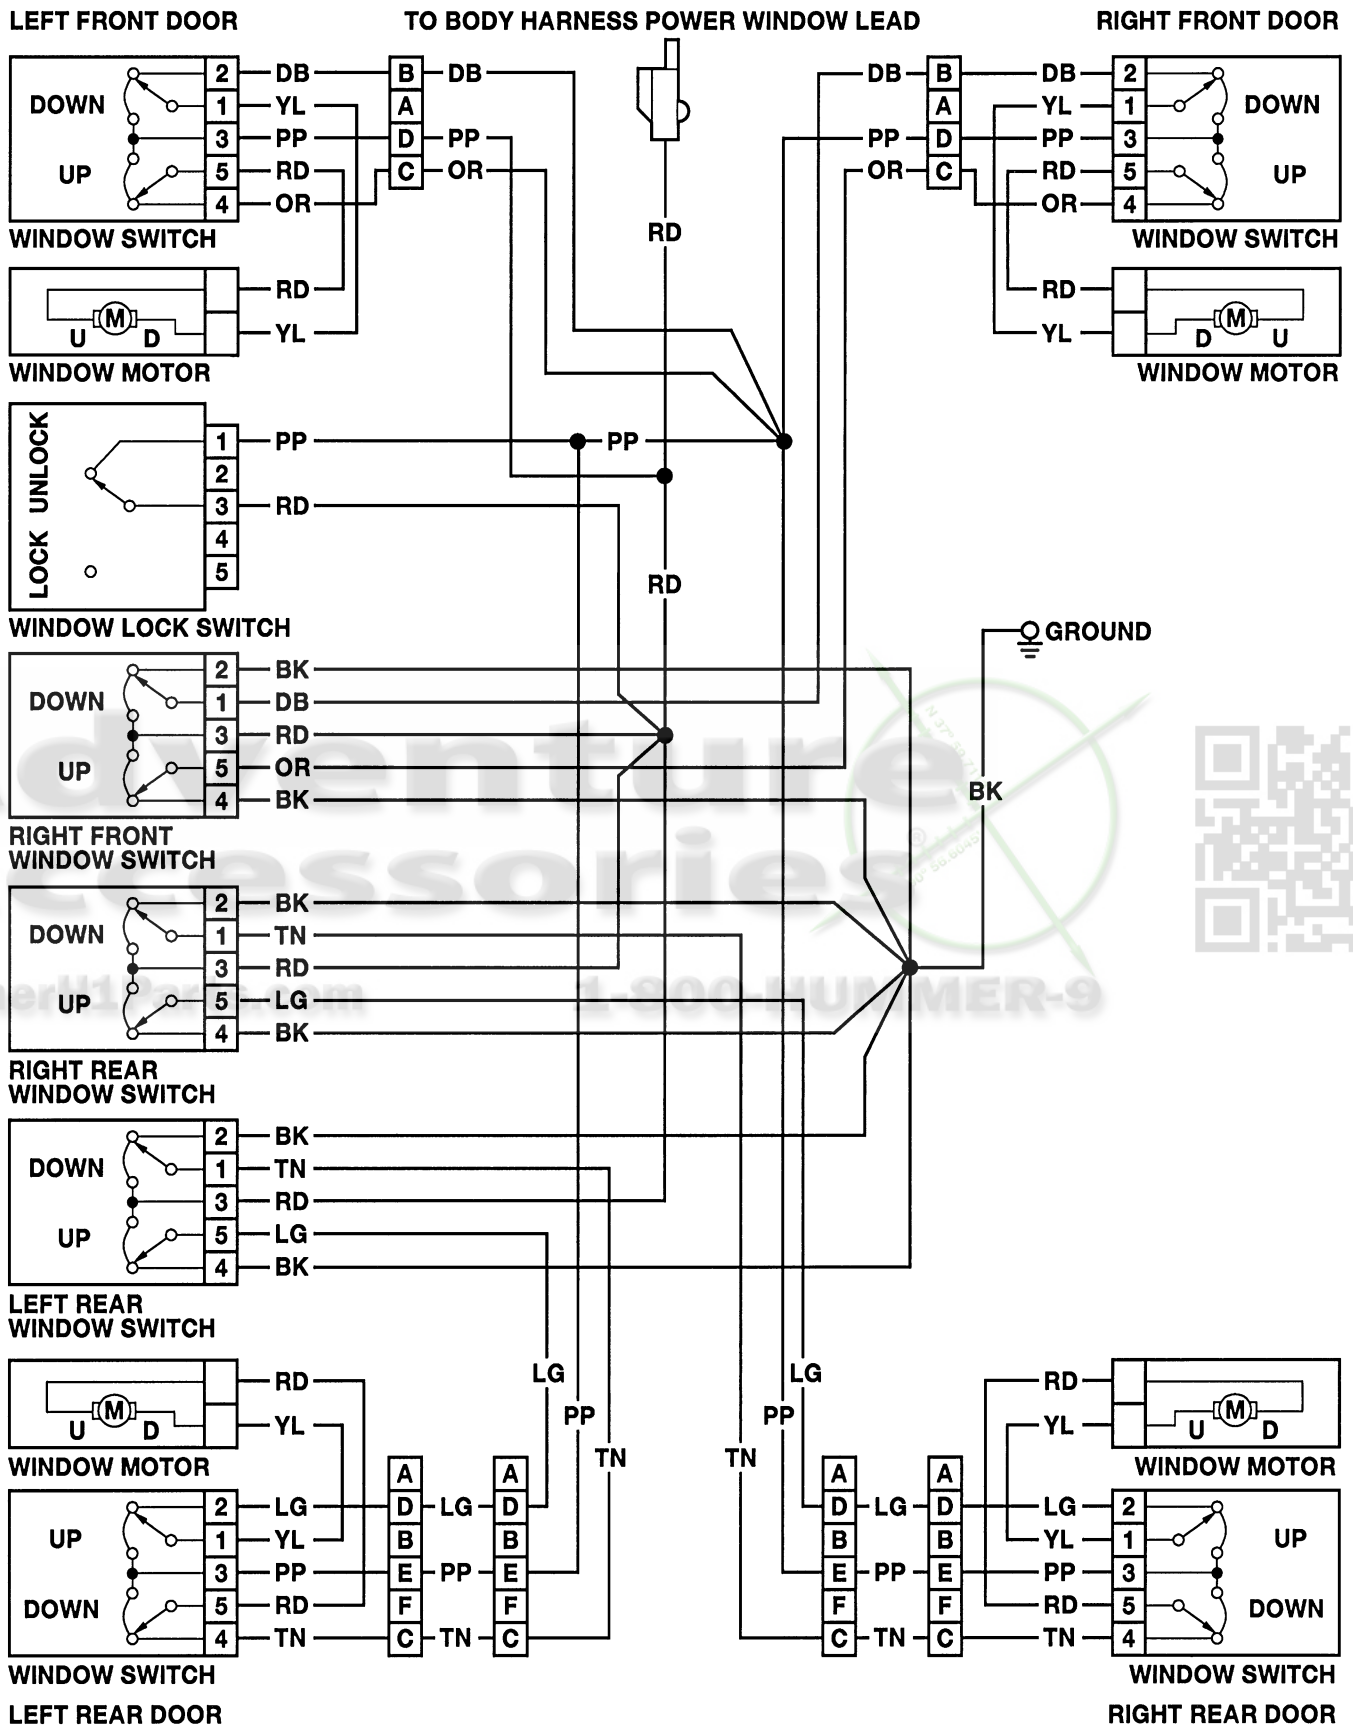 LEFT FRONT DOOR
TO BODY HARNESS POWER WINDOW LEAD
RIGHT FRONT DOOR
2 DB B DB DB B DB 2
DOWN 1 YL A A YL 1 DOWN
3 PP D PP PP D PP 3
UP 5 RD C OR OR C RD 5 UP
4 OR OR 4
RD
WINDOW SWITCH
WINDOW SWITCH
RD RD
M M
U D YL YL D U
WINDOW MOTOR
WINDOW MOTOR
UNLOCK
LOCK
1 PP PP
2
3 RD
4
5
RD
WINDOW LOCK SWITCH
GROUND
2 BK
DOWN 1 DB
3 RD
UP 5 OR
4 BK
BK
RIGHT FRONT
WINDOW SWITCH
2 BK
DOWN 1 TN
3 RD
UP 5 LG
4 BK
RIGHT REAR
WINDOW SWITCH
dventure
ccessories
nerH1Parts.com
1-800-HUMMER-9
2 BK
DOWN 1 TN
3 RD
UP 5 LG
4 BK
LEFT REAR
WINDOW SWITCH
LG LG
PP PP
TN TN
RD RD
M M
U D YL YL U D
WINDOW MOTOR
WINDOW MOTOR
A A A A
2 LG D LG D D LG D LG 2
UP 1 YL B B B B YL 1 UP
3 PP E PP E E PP E PP 3
DOWN 5 RD F F F F RD 5 DOWN
4 TN C TN C C TN C TN 4
WINDOW SWITCH
WINDOW SWITCH
LEFT REAR DOOR
RIGHT REAR DOOR